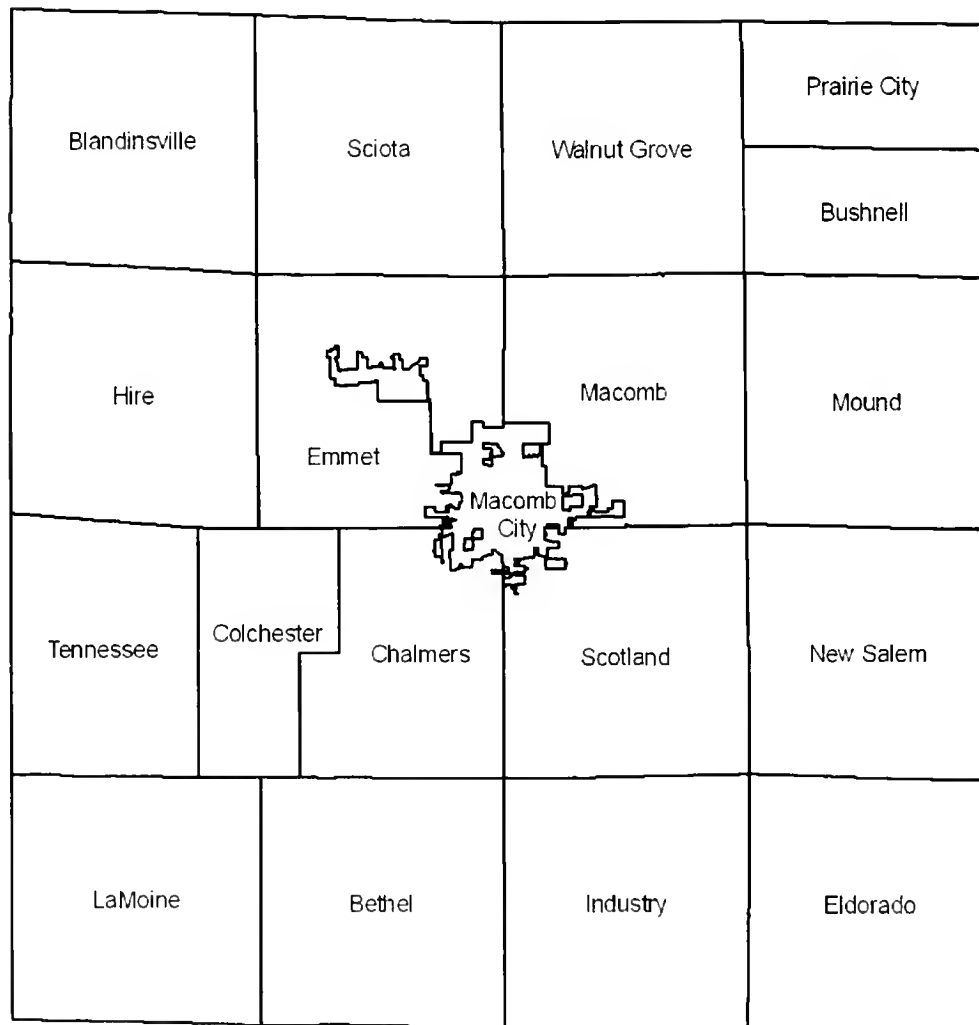 Prairie City
Blandinsville
Sciota
Walnut Grove
Bushnell
Hire
Macomb
Mound
Emmet
Macomb
City
Tennessee
Colchester
Chalmers
Scotland
New Salem
LaMoine
Bethel
Industry
Eldorado